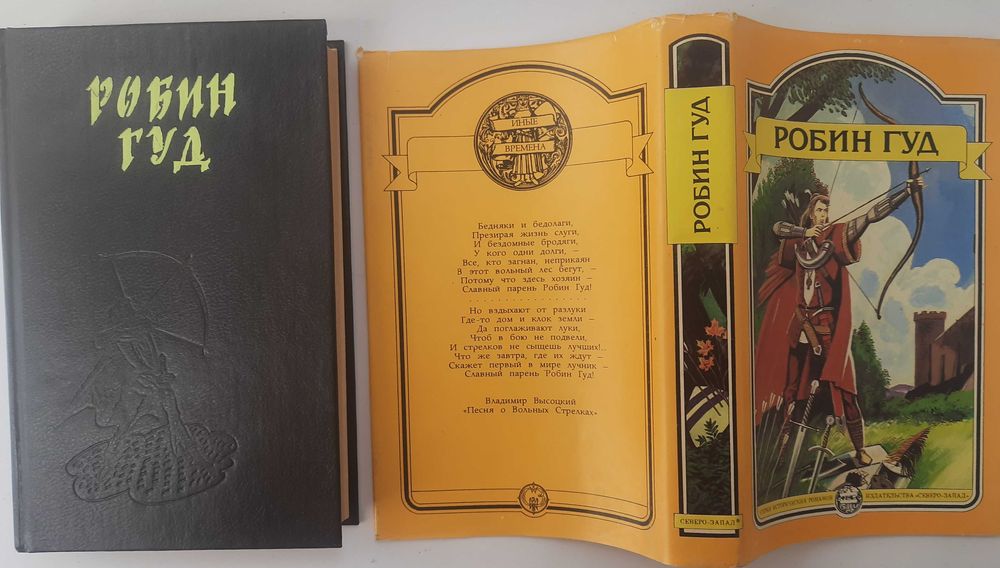 РОБИН
ГУД
ИНЫЕ
ВРЕМЕНА
Бедняки и бедолаги,
Презирая жизнь слуги,
И бездомные бродяги,
У кого одни долги, –
Все, кто загнан, неприкаян
В этот вольный лес бегут, –
Потому что здесь хозяин –
Славный парень Робин Гуд!
. . . . . . . . . . . . . . . . .
Но вздыхают от разлуки
Где-то дом и клок земли –
Да поглаживают луки,
Чтоб в бою не подвели,
И стрелков не сыщешь лучших!..
Что же завтра, где их ждут –
Скажет первый в мире лучник –
Славный парень Робин Гуд!
Владимир Высоцкий
«Песня о Вольных Стрелках»
РОБИН ГУД
СЕВЕРО-ЗАПАД®
РОБИН ГУД
СЕРИЯ ИСТОРИЧЕСКИХ РОМАНОВ
ИЗДАТЕЛЬСТВА «СЕВЕРО-ЗАПАД»